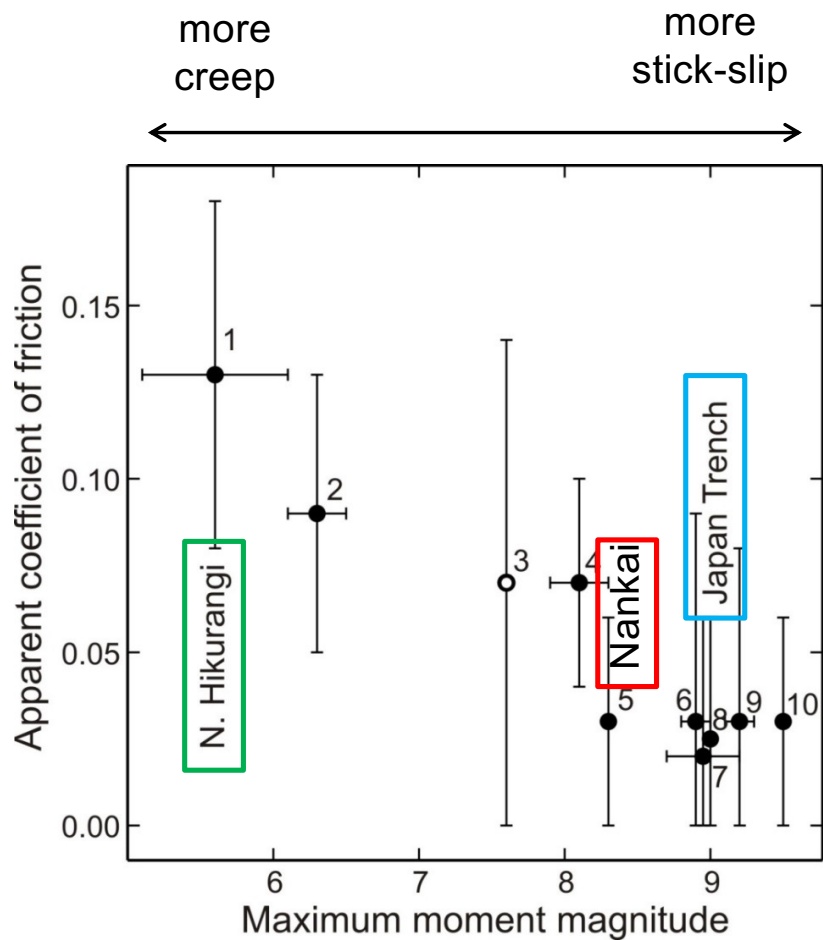 more
creep
more
stick-slip
Apparent coefficient of friction
0.15
0.10
0.05
0.00
1
2
3
4
5
6
7
8
9
10
N. Hikurangi
Nankai
Japan Trench
6
7
8
9
Maximum moment magnitude